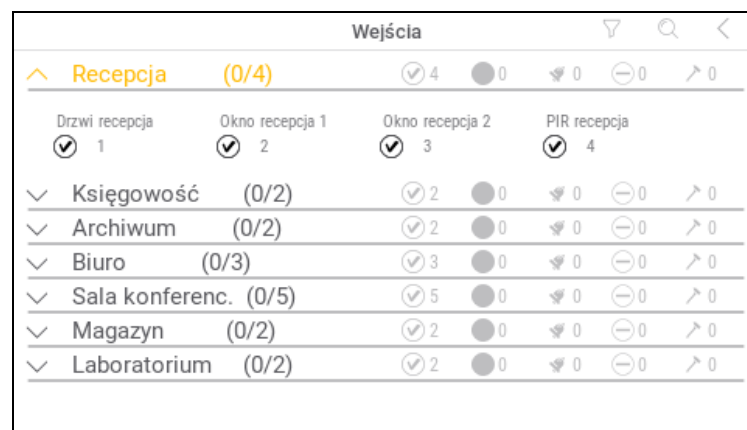 Wejścia
Recepcja (0/4) 4 0 0 0 0
Drzwi recepcja Okno recepcja 1 Okno recepcja 2 PIR recepcja
1 2 3 4
Księgowość (0/2) 2 0 0 0 0
Archiwum (0/2) 2 0 0 0 0
Biuro (0/3) 3 0 0 0 0
Sala konferenc. (0/5) 5 0 0 0 0
Magazyn (0/2) 2 0 0 0 0
Laboratorium (0/2) 2 0 0 0 0